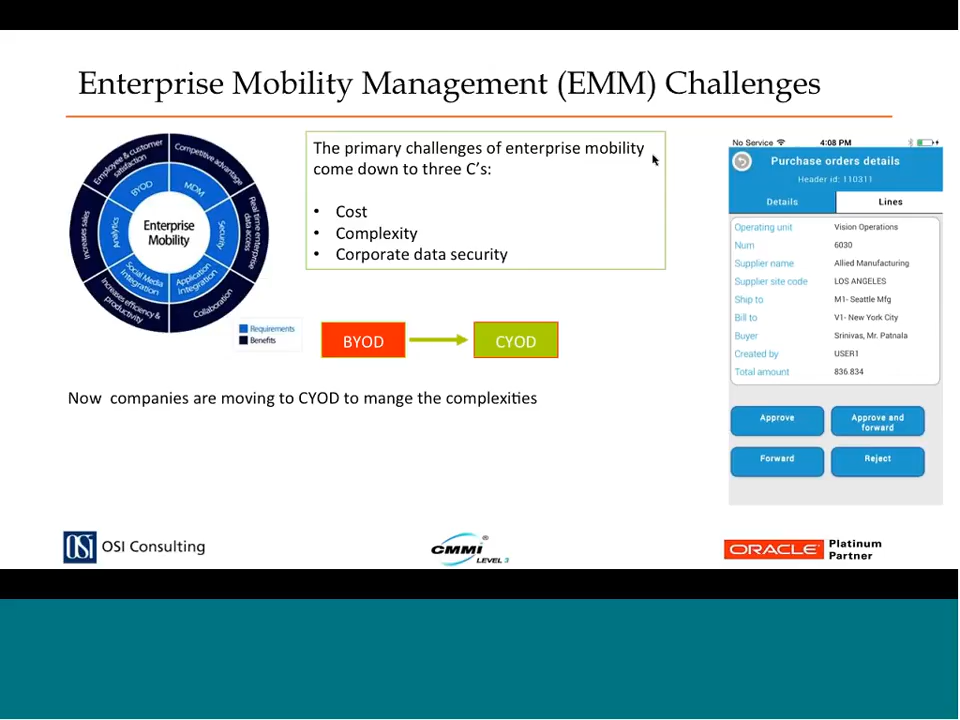 Enterprise Mobility Management (EMM) Challenges
Employee & customer
satisfaction
Competitive advantage
Real time enterprise
data access
Collaboration
Increases efficiency &
productivity
Increases sales
BYOD
MDM
Security
Application
Integration
Social Media
Integration
Analytics
Enterprise
Mobility
Requirements
Benefits
The primary challenges of enterprise mobility
come down to three C's:
• Cost
• Complexity
• Corporate data security
BYOD
CYOD
Now companies are moving to CYOD to mange the complexities
No Service 4:08 PM
Purchase orders details
Header id: 110311
Details Lines
Operating unit Vision Operations
Num 6030
Supplier name Allied Manufacturing
Supplier site code LOS ANGELES
Ship to M1- Seattle Mfg
Bill to V1- New York City
Buyer Srinivas, Mr. Patnala
Created by USER1
Total amount 836 834
Approve
Approve and
forward
Forward
Reject
OSI OSI Consulting
CMMI®
LEVEL 3
ORACLE® Platinum
Partner